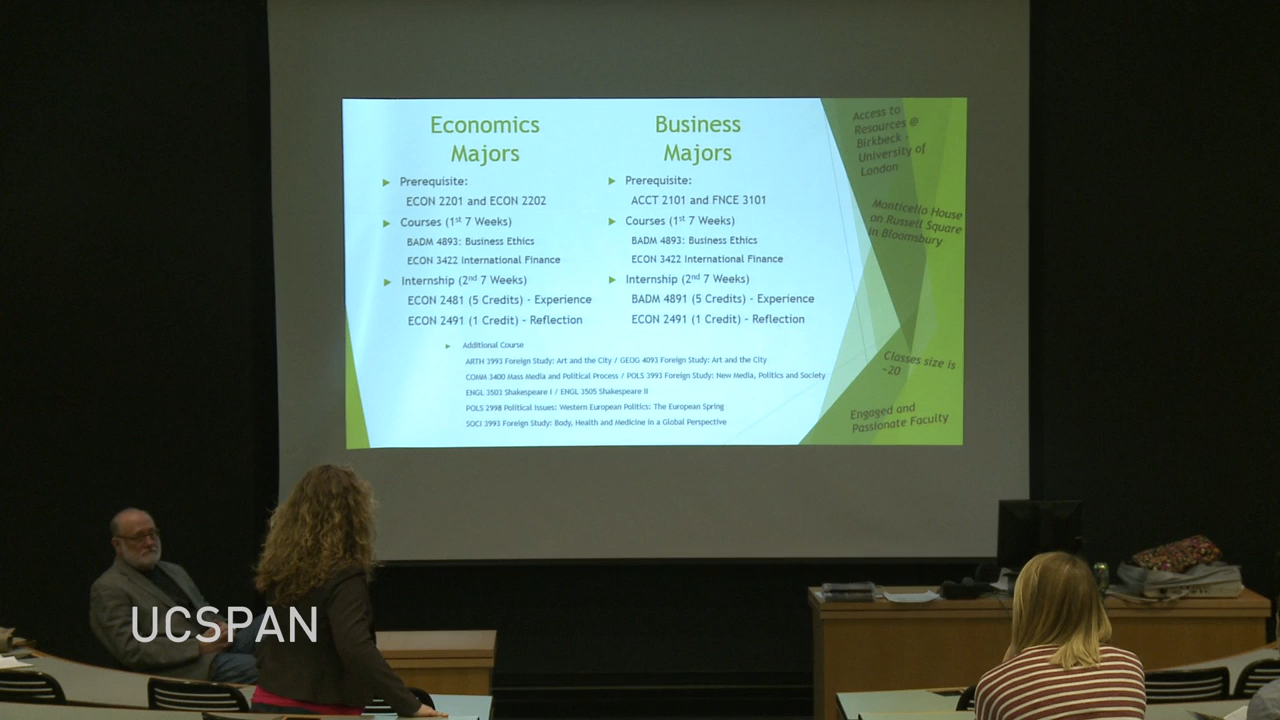 Economics
Majors
Prerequisite:
ECON 2201 and ECON 2202
Courses (1st 7 Weeks)
BADM 4893: Business Ethics
ECON 3422 International Finance
Internship (2nd 7 Weeks)
ECON 2481 (5 Credits) - Experience
ECON 2491 (1 Credit) - Reflection
Business
Majors
Prerequisite:
ACCT 2101 and FNCE 3101
Courses (1st 7 Weeks)
BADM 4893: Business Ethics
ECON 3422 International Finance
Internship (2nd 7 Weeks)
BADM 4891 (5 Credits) - Experience
ECON 2491 (1 Credit) - Reflection
Additional Course
ARTH 3993 Foreign Study: Art and the City / GEOG 4093 Foreign Study: Art and the City
COMM 3400 Mass Media and Political Process / POLS 3993 Foreign Study: New Media, Politics and Society
ENGL 3503 Shakespeare I / ENGL 3505 Shakespeare II
POLS 2998 Political Issues: Western European Politics: The European Spring
SOCI 3993 Foreign Study: Body, Health and Medicine in a Global Perspective
Access to
Resources @
Birkbeck -
University of
London
Monticello House
on Russell Square
in Bloomsbury
Classes size is
~20
Engaged and
Passionate Faculty
UCSPAN